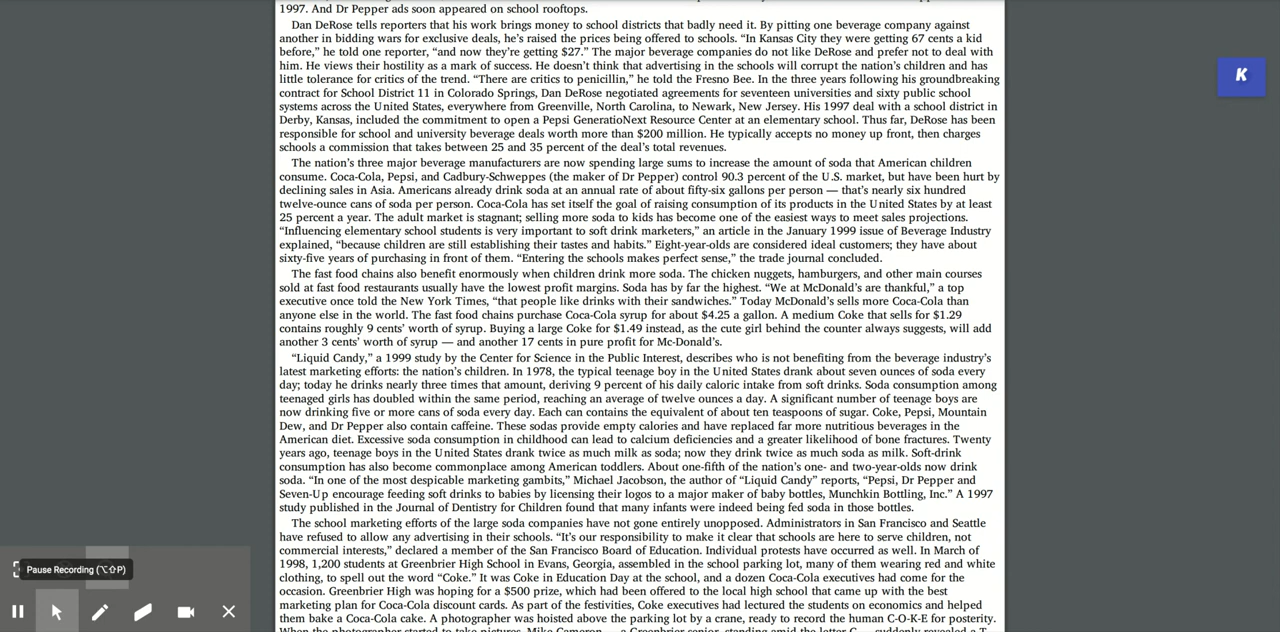 1997. And Dr Pepper ads soon appeared on school rooftops.
Dan DeRose tells reporters that his work brings money to school districts that badly need it. By pitting one beverage company against
another in bidding wars for exclusive deals, he’s raised the prices being offered to schools. “In Kansas City they were getting 67 cents a kid
before,” he told one reporter, “and now they’re getting $27.” The major beverage companies do not like DeRose and prefer not to deal with
him. He views their hostility as a mark of success. He doesn’t think that advertising in the schools will corrupt the nation’s children and has
little tolerance for critics of the trend. “There are critics to penicillin,” he told the Fresno Bee. In the three years following his groundbreaking
contract for School District 11 in Colorado Springs, Dan DeRose negotiated agreements for seventeen universities and sixty public school
systems across the United States, everywhere from Greenville, North Carolina, to Newark, New Jersey. His 1997 deal with a school district in
Derby, Kansas, included the commitment to open a Pepsi GeneratioNext Resource Center at an elementary school. Thus far, DeRose has been
responsible for school and university beverage deals worth more than $200 million. He typically accepts no money up front, then charges
schools a commission that takes between 25 and 35 percent of the deal’s total revenues.
The nation’s three major beverage manufacturers are now spending large sums to increase the amount of soda that American children
consume. Coca-Cola, Pepsi, and Cadbury-Schweppes (the maker of Dr Pepper) control 90.3 percent of the U.S. market, but have been hurt by
declining sales in Asia. Americans already drink soda at an annual rate of about fifty-six gallons per person — that’s nearly six hundred
twelve-ounce cans of soda per person. Coca-Cola has set itself the goal of raising consumption of its products in the United States by at least
25 percent a year. The adult market is stagnant; selling more soda to kids has become one of the easiest ways to meet sales projections.
“Influencing elementary school students is very important to soft drink marketers,” an article in the January 1999 issue of Beverage Industry
explained, “because children are still establishing their tastes and habits.” Eight-year-olds are considered ideal customers; they have about
sixty-five years of purchasing in front of them. “Entering the schools makes perfect sense,” the trade journal concluded.
The fast food chains also benefit enormously when children drink more soda. The chicken nuggets, hamburgers, and other main courses
sold at fast food restaurants usually have the lowest profit margins. Soda has by far the highest. “We at McDonald’s are thankful,” a top
executive once told the New York Times, “that people like drinks with their sandwiches.” Today McDonald’s sells more Coca-Cola than
anyone else in the world. The fast food chains purchase Coca-Cola syrup for about $4.25 a gallon. A medium Coke that sells for $1.29
contains roughly 9 cents’ worth of syrup. Buying a large Coke for $1.49 instead, as the cute girl behind the counter always suggests, will add
another 3 cents’ worth of syrup — and another 17 cents in pure profit for Mc-Donald’s.
“Liquid Candy,” a 1999 study by the Center for Science in the Public Interest, describes who is not benefiting from the beverage industry’s
latest marketing efforts: the nation’s children. In 1978, the typical teenage boy in the United States drank about seven ounces of soda every
day; today he drinks nearly three times that amount, deriving 9 percent of his daily caloric intake from soft drinks. Soda consumption among
teenaged girls has doubled within the same period, reaching an average of twelve ounces a day. A significant number of teenage boys are
now drinking five or more cans of soda every day. Each can contains the equivalent of about ten teaspoons of sugar. Coke, Pepsi, Mountain
Dew, and Dr Pepper also contain caffeine. These sodas provide empty calories and have replaced far more nutritious beverages in the
American diet. Excessive soda consumption in childhood can lead to calcium deficiencies and a greater likelihood of bone fractures. Twenty
years ago, teenage boys in the United States drank twice as much milk as soda; now they drink twice as much soda as milk. Soft-drink
consumption has also become commonplace among American toddlers. About one-fifth of the nation’s one- and two-year-olds now drink
soda. “In one of the most despicable marketing gambits,” Michael Jacobson, the author of “Liquid Candy” reports, “Pepsi, Dr Pepper and
Seven-Up encourage feeding soft drinks to babies by licensing their logos to a major maker of baby bottles, Munchkin Bottling, Inc.” A 1997
study published in the Journal of Dentistry for Children found that many infants were indeed being fed soda in those bottles.
The school marketing efforts of the large soda companies have not gone entirely unopposed. Administrators in San Francisco and Seattle
have refused to allow any advertising in their schools. “It’s our responsibility to make it clear that schools are here to serve children, not
commercial interests,” declared a member of the San Francisco Board of Education. Individual protests have occurred as well. In March of
1998, 1,200 students at Greenbrier High School in Evans, Georgia, assembled in the school parking lot, many of them wearing red and white
clothing, to spell out the word “Coke.” It was Coke in Education Day at the school, and a dozen Coca-Cola executives had come for the
occasion. Greenbrier High was hoping for a $500 prize, which had been offered to the local high school that came up with the best
marketing plan for Coca-Cola discount cards. As part of the festivities, Coke executives had lectured the students on economics and helped
them bake a Coca-Cola cake. A photographer was hoisted above the parking lot by a crane, ready to record the human C-O-K-E for posterity.
When the photographer started to take pictures, Mike Cameron — a Greenbrier senior, standing amid the letter C — suddenly revealed a T-
K
Pause Recording (⌥⇧P)